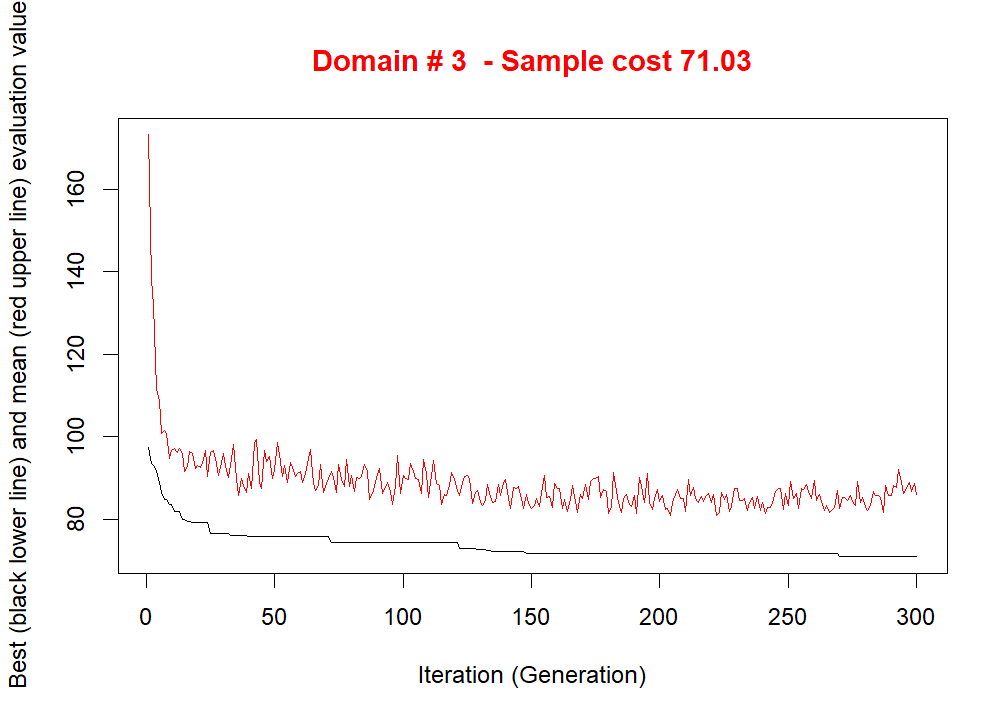 Domain # 3  - Sample cost 71.03
Best (black lower line) and mean (red upper line) evaluation value
160
140
120
100
80
0 50 100 150 200 250 300
Iteration (Generation)